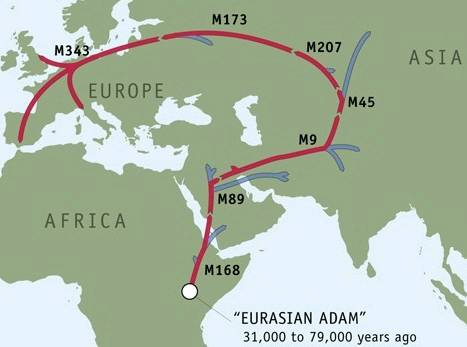 M173
M343
M207
ASIA
EUROPE
M45
M9
M89
AFRICA
M168
"EURASIAN ADAM"
31,000 to 79,000 years ago